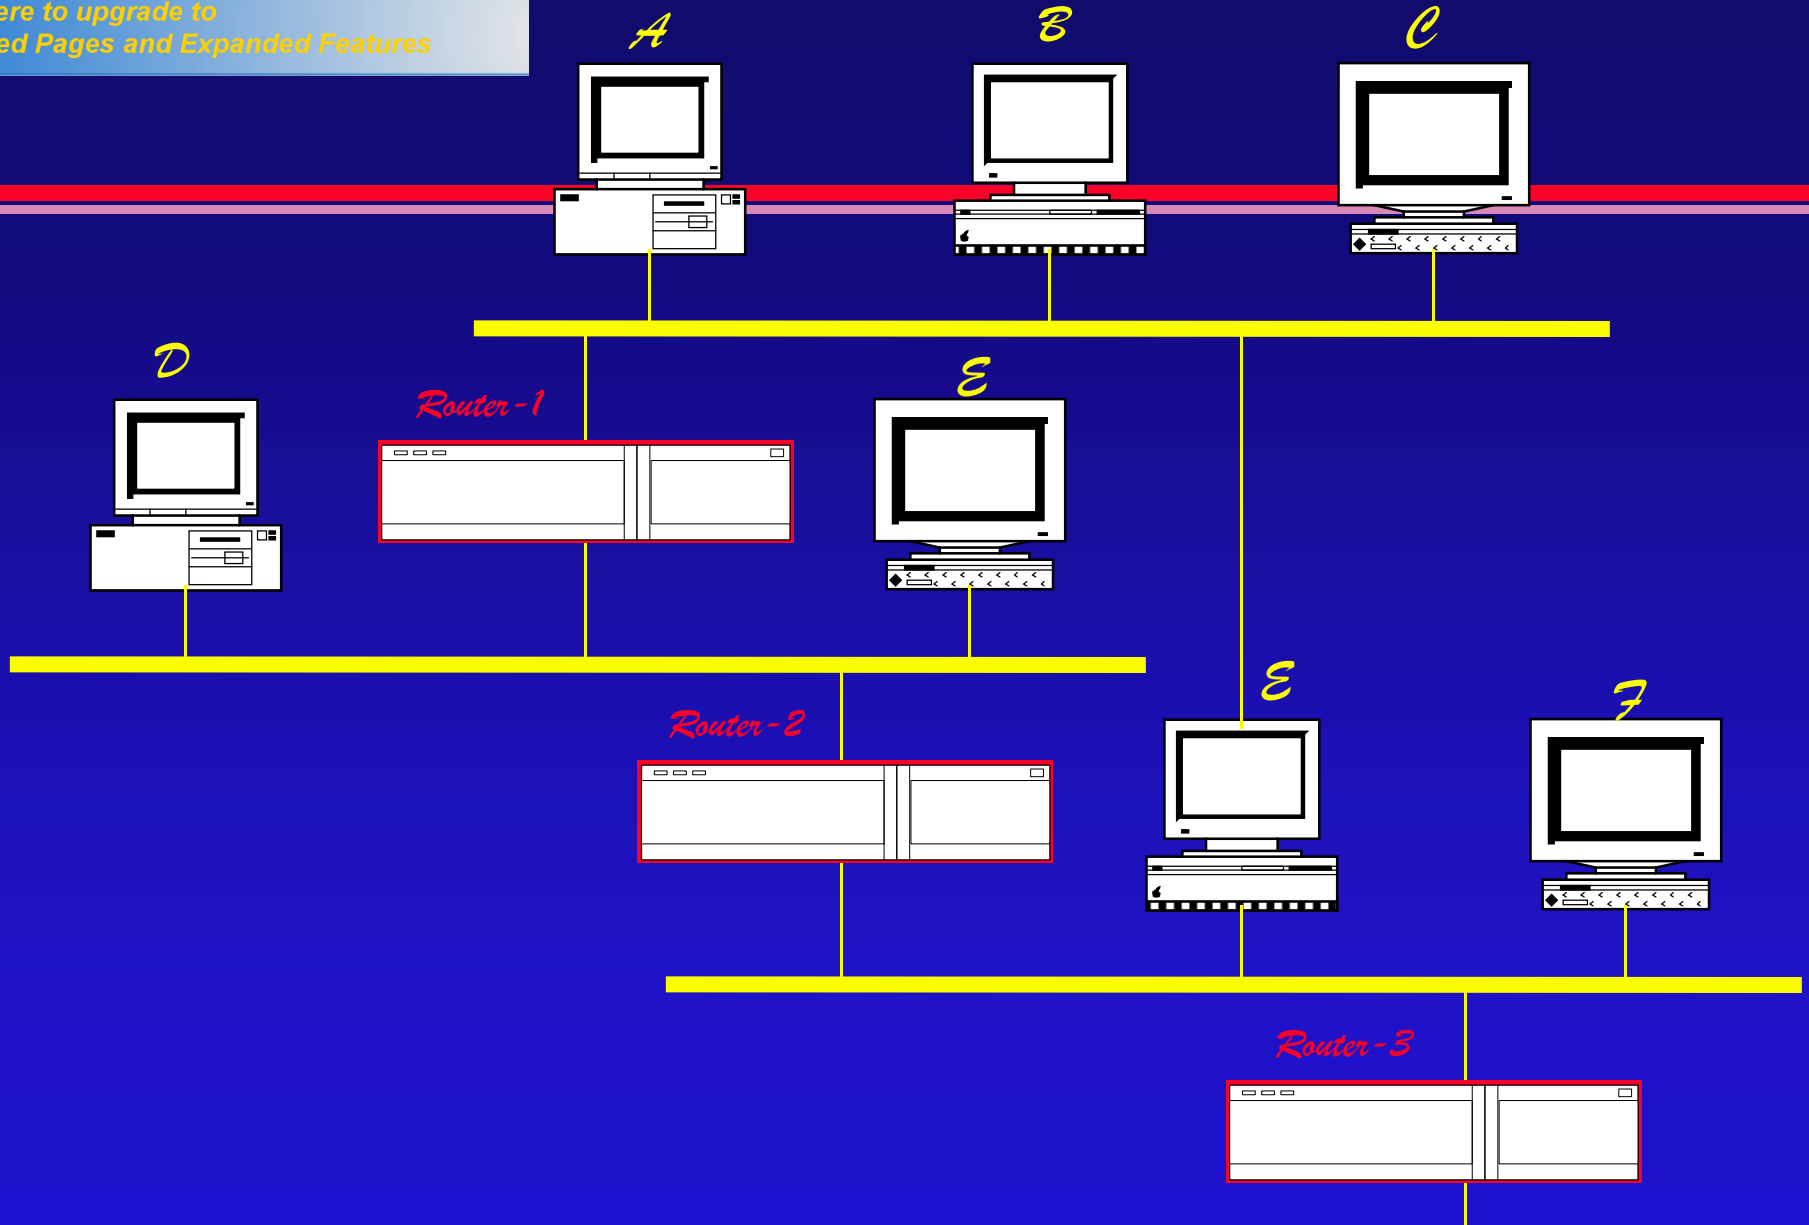 ere to upgrade to
ed Pages and Expanded Features
A
B
C
D
Router-1
E
E
F
Router-2
Router-3